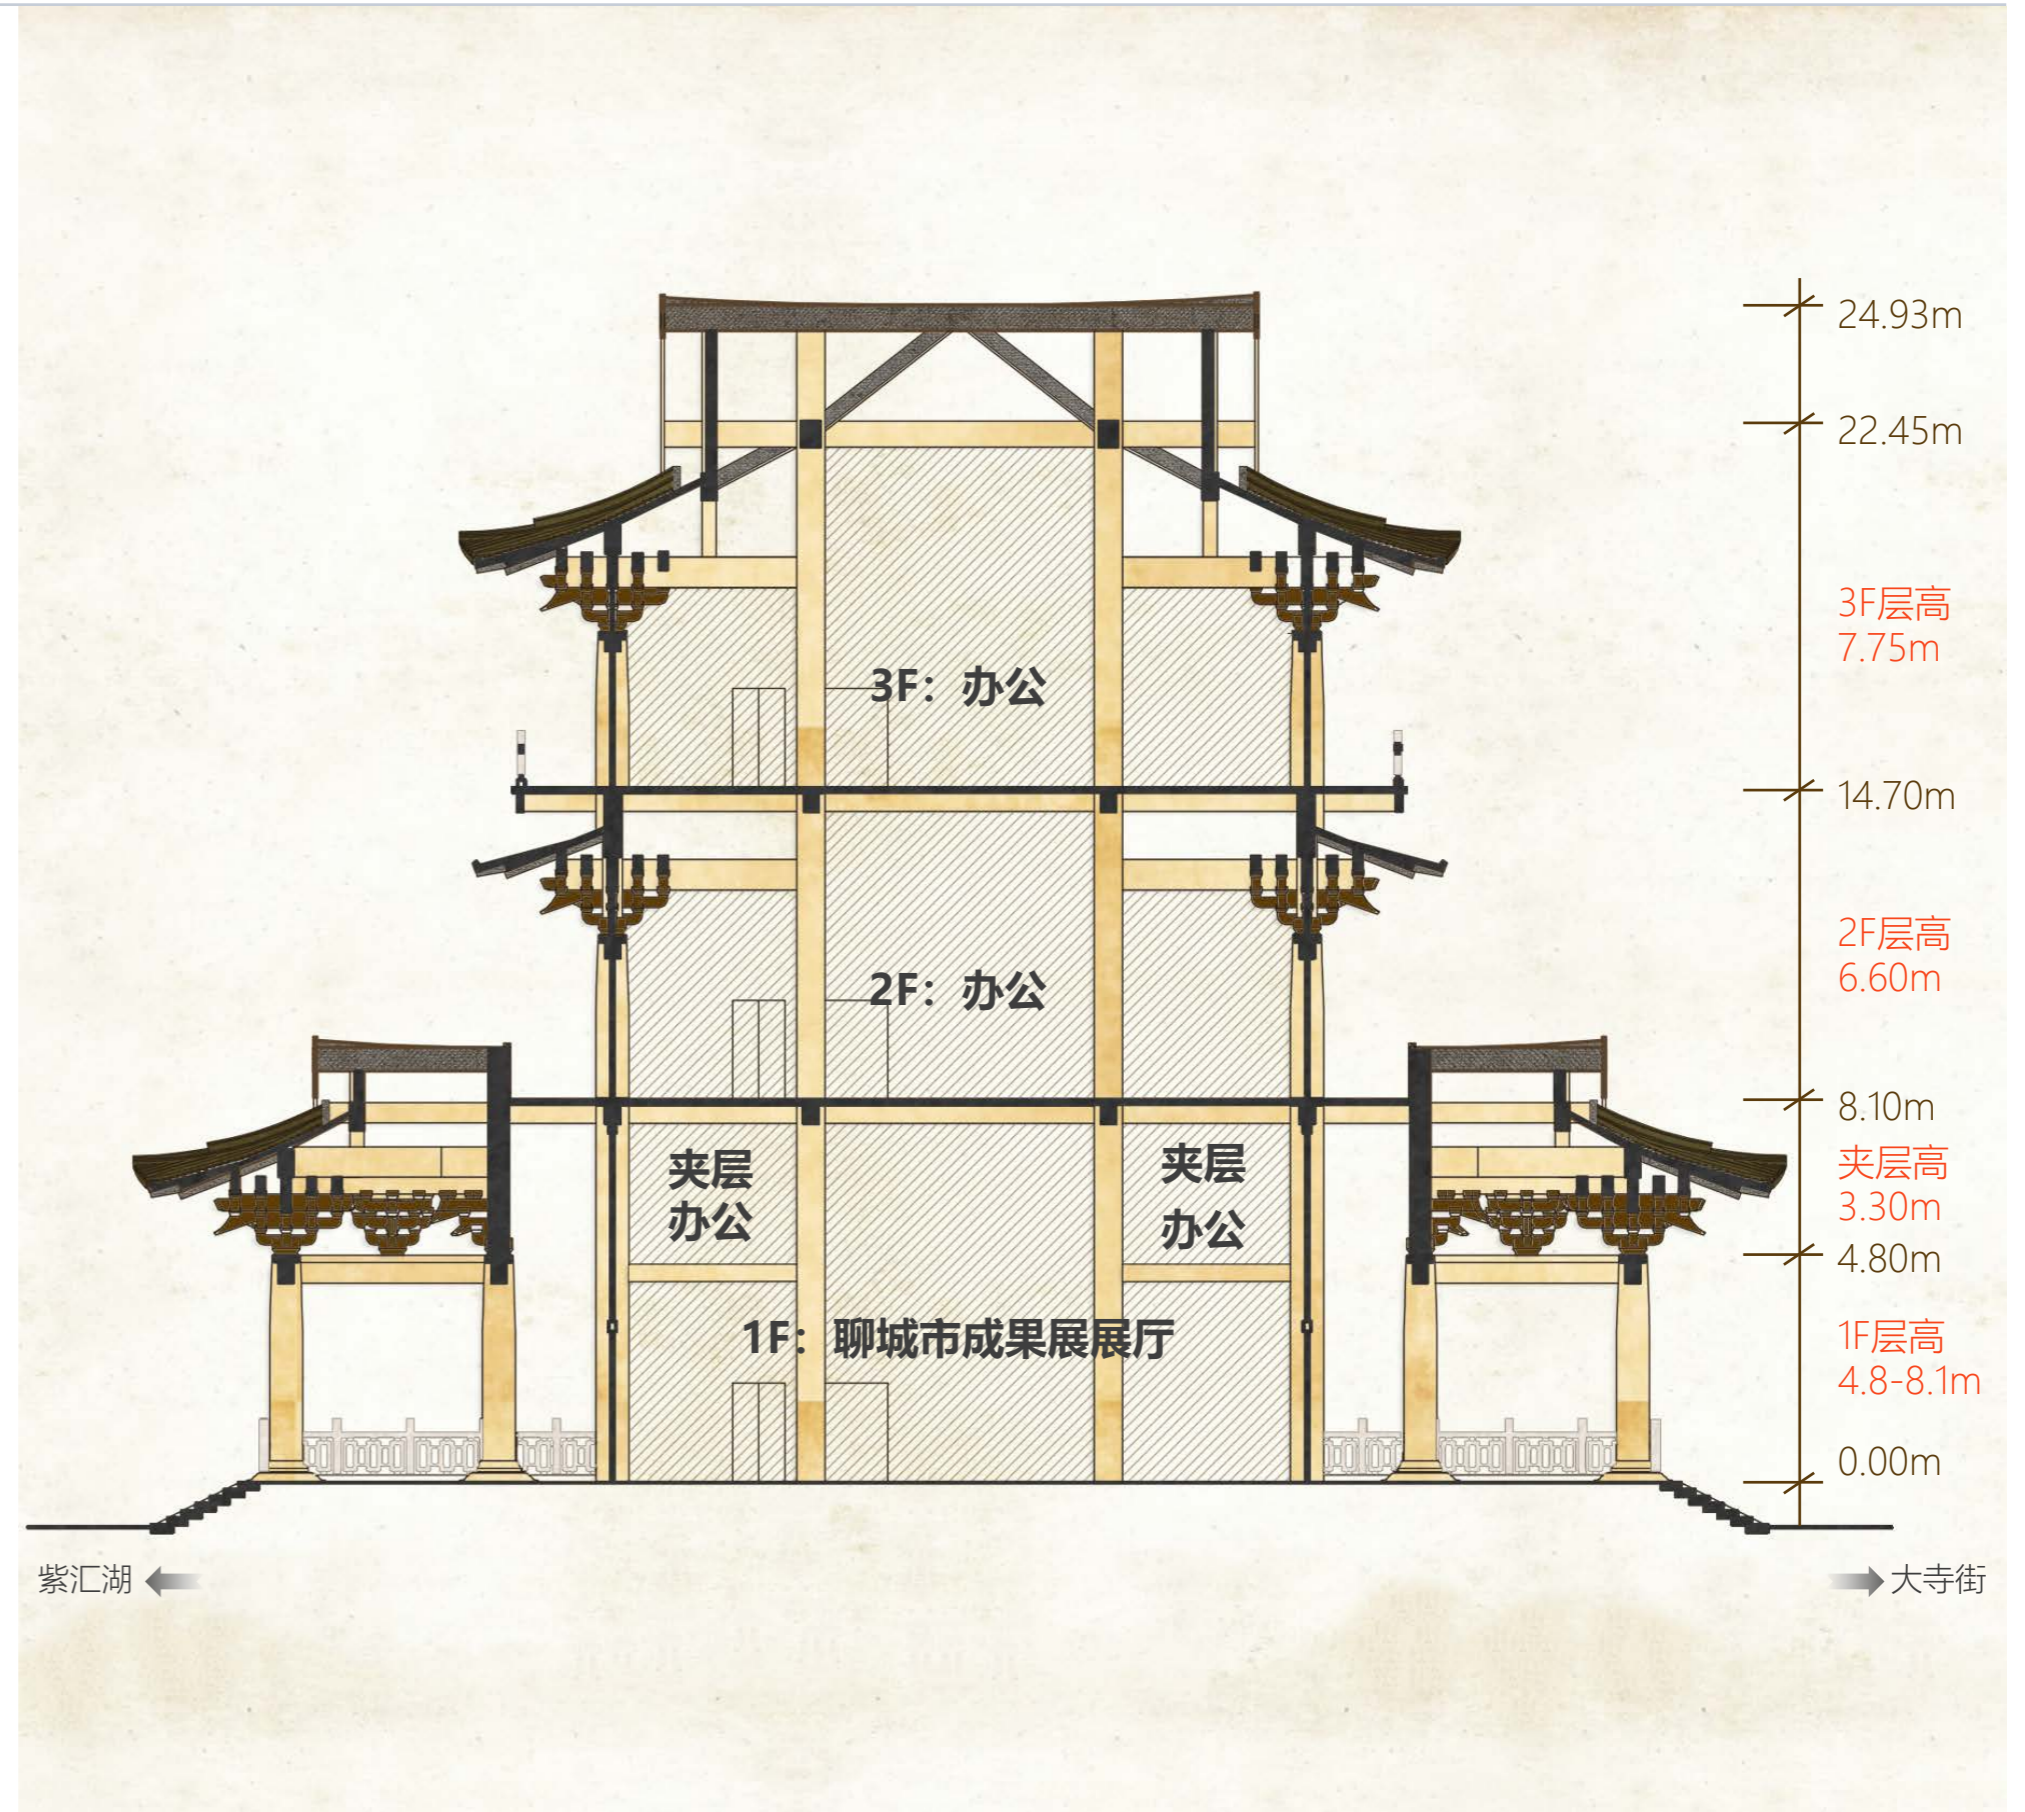 24.93m
22.45m
3F层高
7.75m
3F：办公
14.70m
2F层高
6.60m
2F：办公
8.10m
夹层
办公
夹层
办公
夹层高
3.30m
4.80m
1F：聊城市成果展展厅
1F层高
4.8-8.1m
0.00m
紫汇湖
大寺街